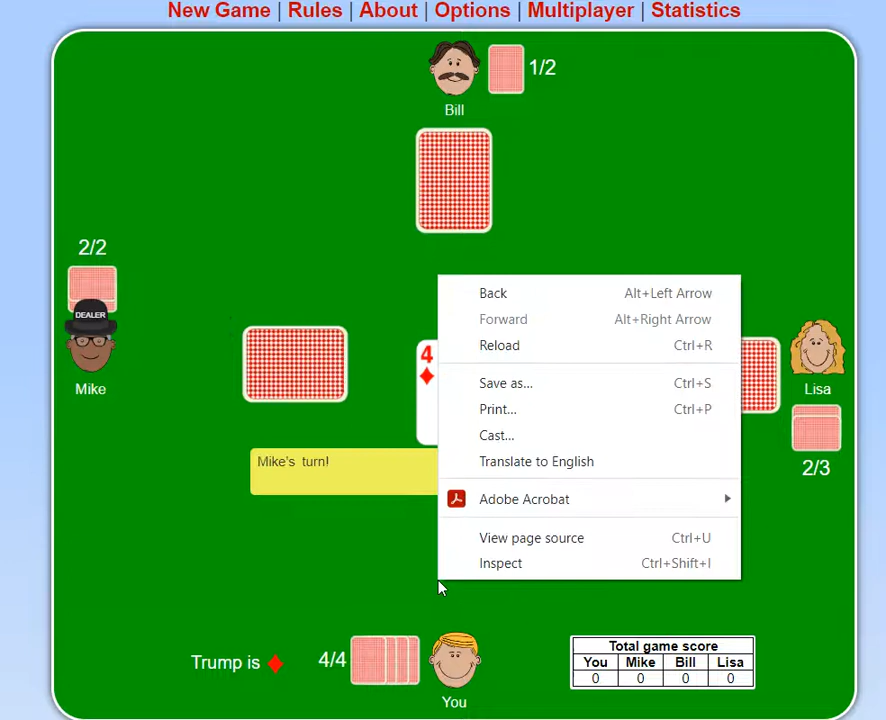 New Game | Rules | About | Options | Multiplayer | Statistics
1/2
Bill
2/2
DEALER
Mike
4
Back Alt+Left Arrow
Forward Alt+Right Arrow
Reload Ctrl+R
Save as... Ctrl+S
Print... Ctrl+P
Cast...
Translate to English
Adobe Acrobat
View page source Ctrl+U
Inspect Ctrl+Shift+I
Lisa
2/3
Mike's turn!
Trump is ♦
4/4
You
Total game score
You Mike Bill Lisa
0 0 0 0